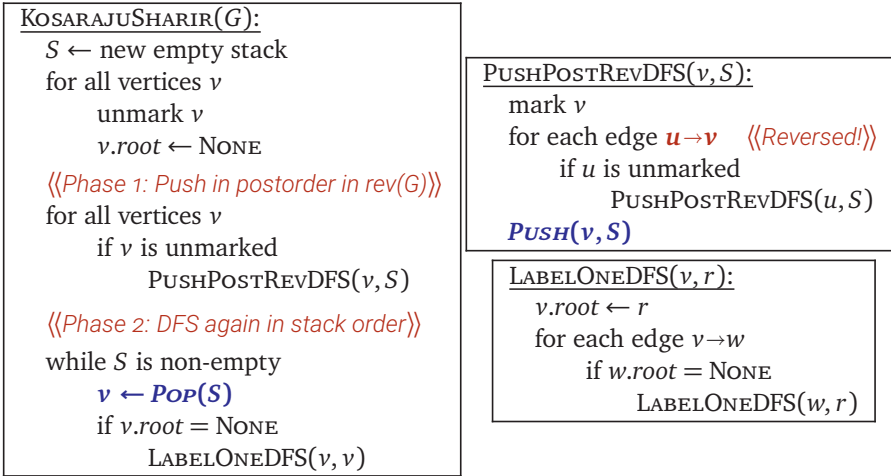 KOSARAJUSHARIR(G):
S ← new empty stack
for all vertices v
unmark v
v.root ← NONE
⟨⟨Phase 1: Push in postorder in rev(G)⟩⟩
for all vertices v
if v is unmarked
PUSHPOSTREVDFS(v, S)
⟨⟨Phase 2: DFS again in stack order⟩⟩
while S is non-empty
v ← POP(S)
if v.root = NONE
LABELONEDFS(v, v)
PUSHPOSTREVDFS(v, S):
mark v
for each edge u→v ⟨⟨Reversed!⟩⟩
if u is unmarked
PUSHPOSTREVDFS(u, S)
PUSH(v, S)
LABELONEDFS(v, r):
v.root ← r
for each edge v→w
if w.root = NONE
LABELONEDFS(w, r)